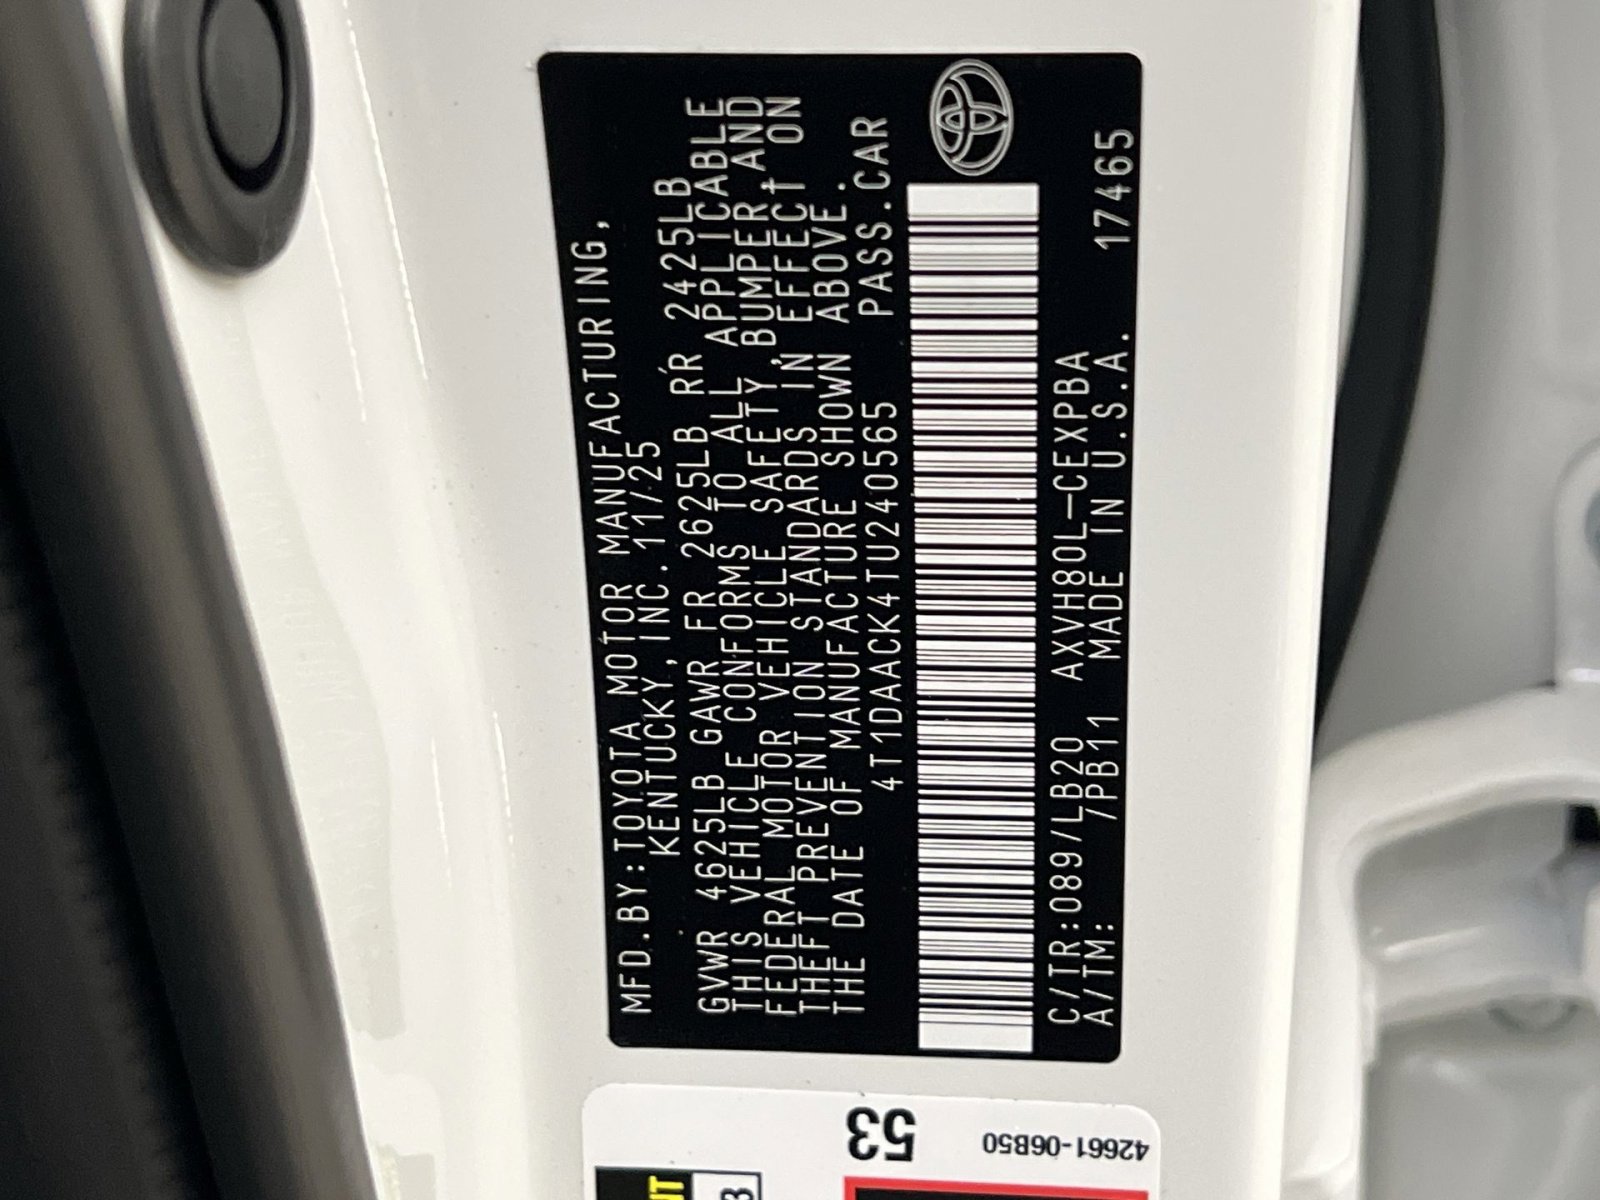 MFD.BY:TOYOTA MOTOR MANUFACTURING,
KENTUCKY,INC.11/25
GVWR 4625LB GAWR FR 2625LB RR 2425LB
THIS VEHICLE CONFORMS TO ALL APPLICABLE
FEDERAL MOTOR VEHICLE SAFETY,BUMPER,AND
THEFT PREVENTION STANDARDS IN EFFECT ON
THE DATE OF MANUFACTURE SHOWN ABOVE.
4T1DAACK4TU240565 PASS.CAR
C/TR:089/LB20 AXVH80L-CEXPBA 17465
A/TM: /PB11 MADE IN U.S.A.
53
42661-06B50